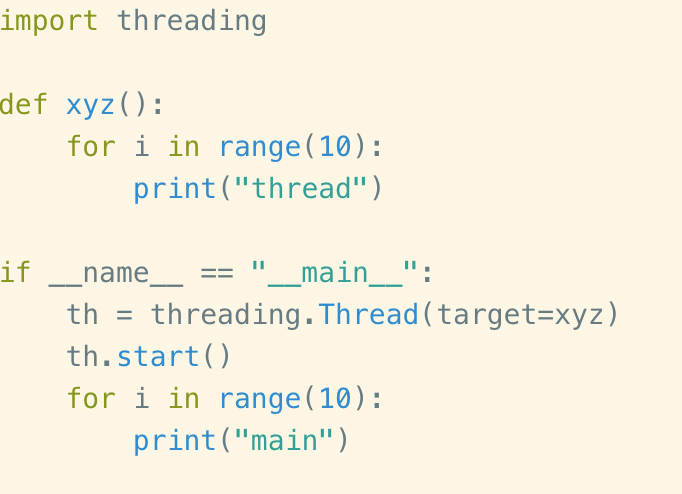 import threading
def xyz():
    for i in range(10):
        print("thread")
if __name__ == "__main__":
    th = threading.Thread(target=xyz)
    th.start()
    for i in range(10):
        print("main")